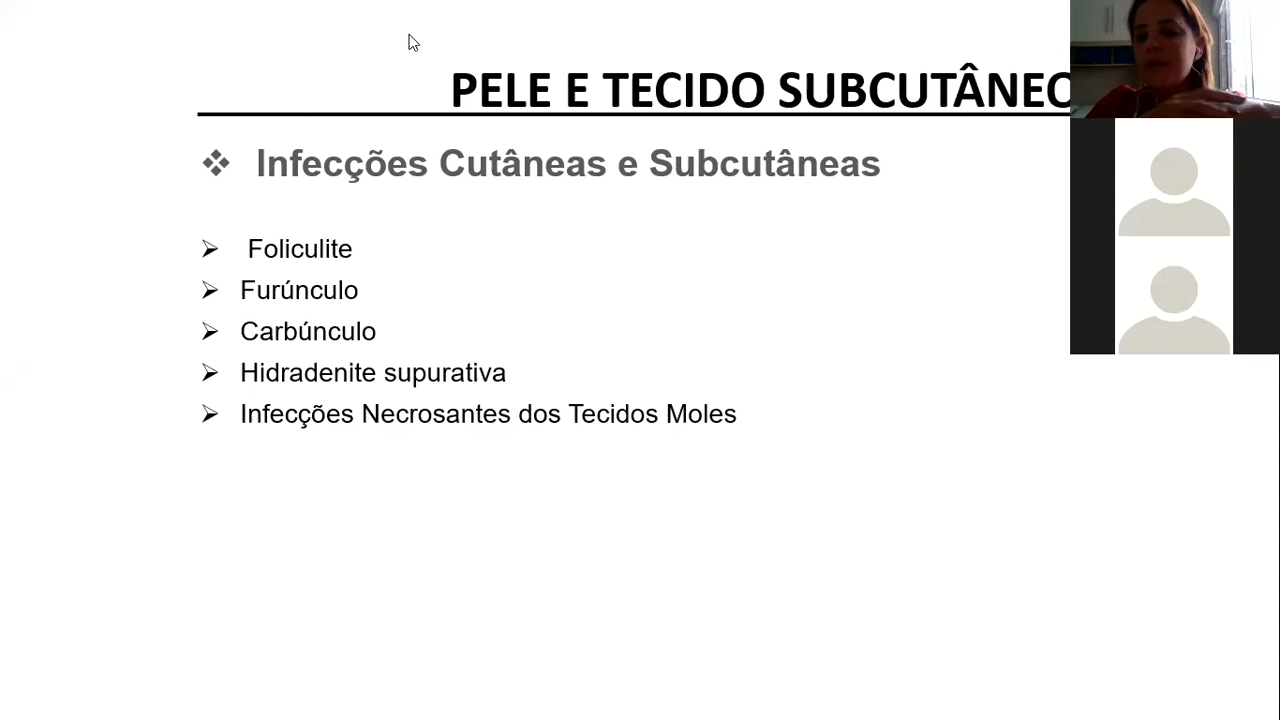 PELE E TECIDO SUBCUTÂNEO
Infecções Cutâneas e Subcutâneas
Foliculite
Furúnculo
Carbúnculo
Hidradenite supurativa
Infecções Necrosantes dos Tecidos Moles